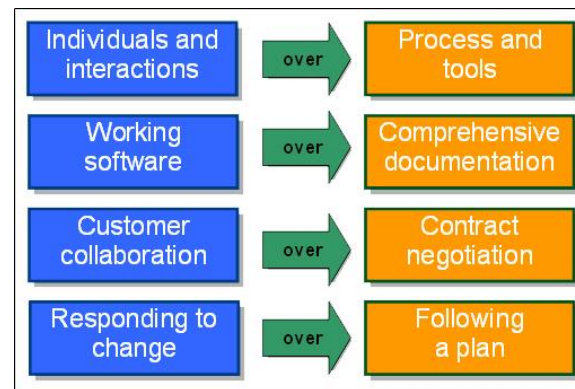 Individuals and
interactions
over
Process and
tools
Working
software
over
Comprehensive
documentation
Customer
collaboration
over
Contract
negotiation
Responding to
change
over
Following
a plan